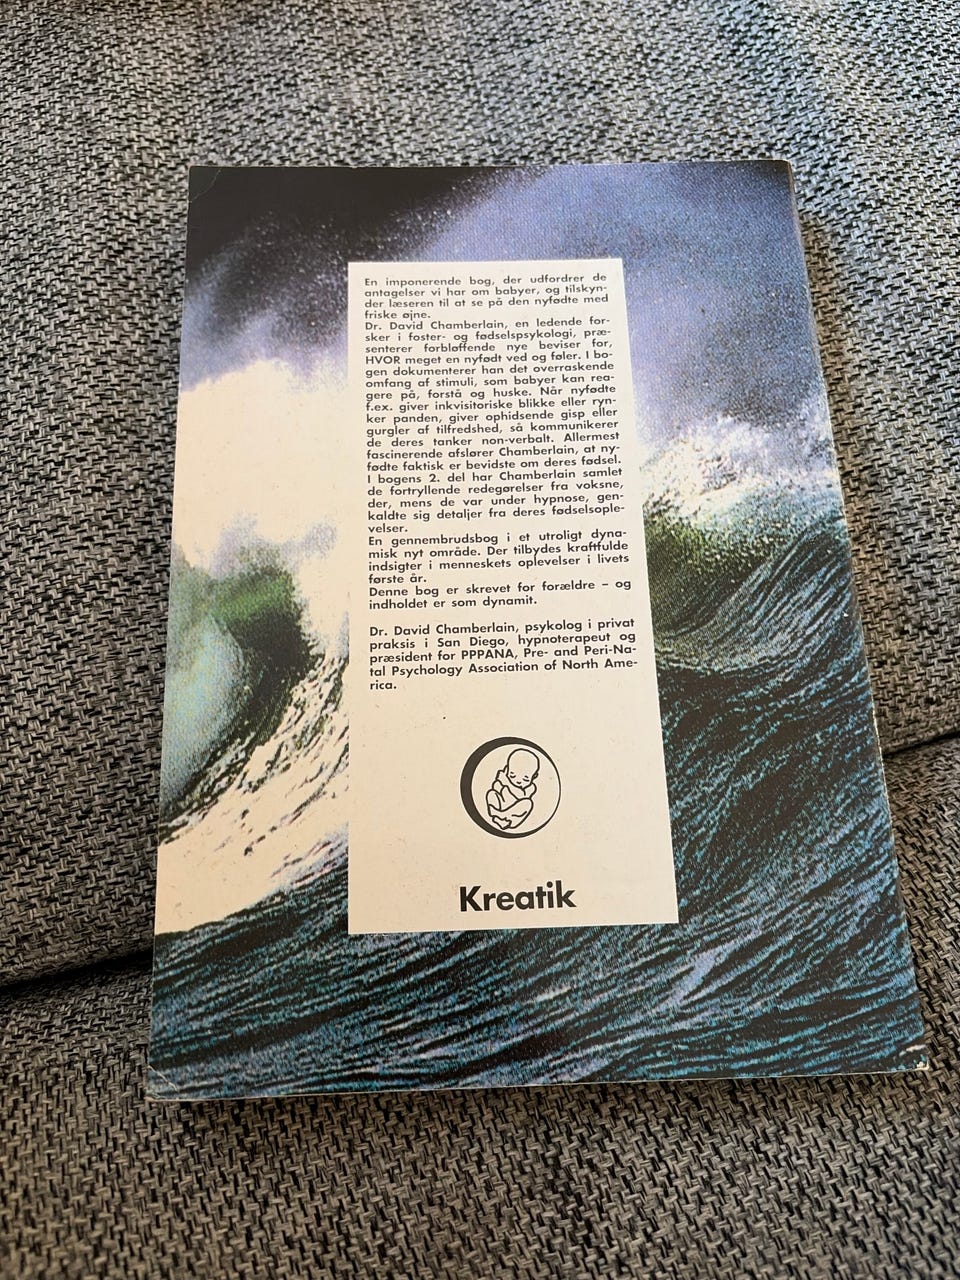 En imponerende bog, der udfordrer de
antagelser vi har om babyer, og tilskyn-
der læseren til at se på den nyfødte med
friske øjne.
Dr. David Chamberlain, en ledende for-
sker i foster- og fødselspsykologi, præ-
senterer forbløffende nye beviser for,
HVOR meget en nyfødt ved og føler. I bo-
gen dokumenterer han det overraskende
omfang af stimuli, som babyer kan rea-
gere på, forstå og huske. Når nyfødte
f.ex. giver inkvisitoriske blikke eller ryn-
ker panden, giver ophidsende gisp eller
gurgler af tilfredshed, så kommunikerer
de deres tanker non-verbalt. Allermest
fascinerende afslører Chamberlain, at ny-
fødte faktisk er bevidste om deres fødsel.
I bogens 2. del har Chamberlain samlet
de fortryllende redegørelser fra voksne,
der, mens de var under hypnose, gen-
kaldte sig detaljer fra deres fødselsople-
velser.
En gennembrudsbog i et utroligt dyna-
misk nyt område. Der tilbydes kraftfulde
indsigter i menneskets oplevelser i livets
første år.
Denne bog er skrevet for forældre – og
indholdet er som dynamit.
Dr. David Chamberlain, psykolog i privat
praksis i San Diego, hypnoterapeut og
præsident for PPPANA, Pre- and Peri-Na-
tal Psychology Association of North Ame-
rica.
Kreatik